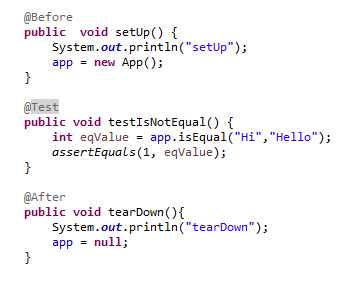 @Before
public  void setUp() {
    System.out.println("setUp");
    app = new App();
}
@Test
public void testIsNotEqual() {
    int eqValue = app.isEqual("Hi","Hello");
    assertEquals(1, eqValue);
}
@After
public void tearDown(){
    System.out.println("tearDown");
    app = null;
}